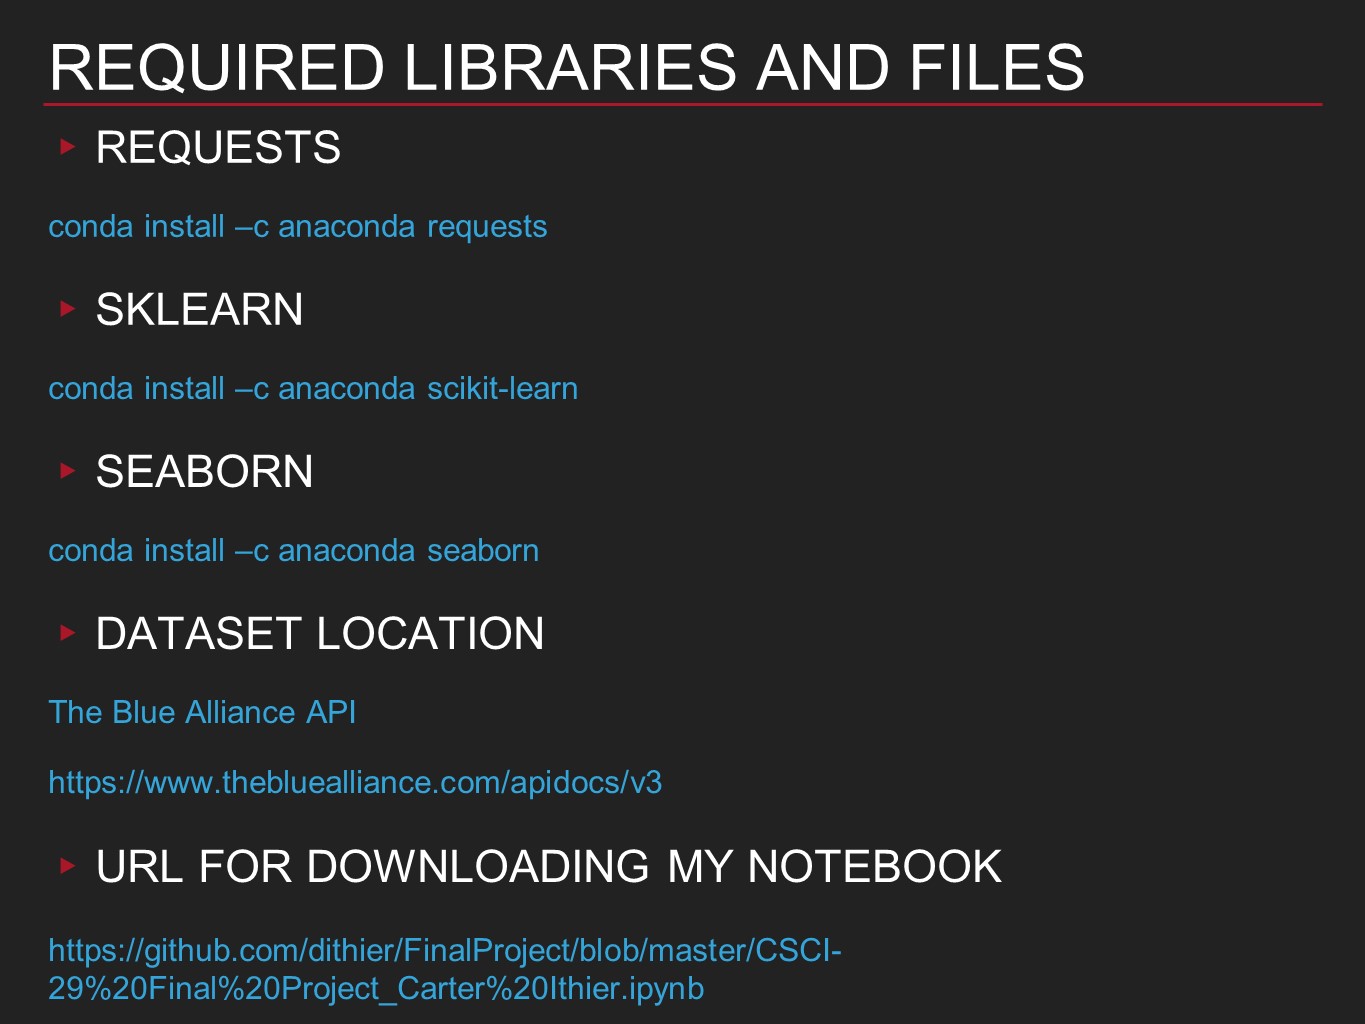 REQUIRED LIBRARIES AND FILES
REQUESTS
conda install –c anaconda requests
SKLEARN
conda install –c anaconda scikit-learn
SEABORN
conda install –c anaconda seaborn
DATASET LOCATION
The Blue Alliance API
https://www.thebluealliance.com/apidocs/v3
URL FOR DOWNLOADING MY NOTEBOOK
https://github.com/dithier/FinalProject/blob/master/CSCI-
29%20Final%20Project_Carter%20Ithier.ipynb